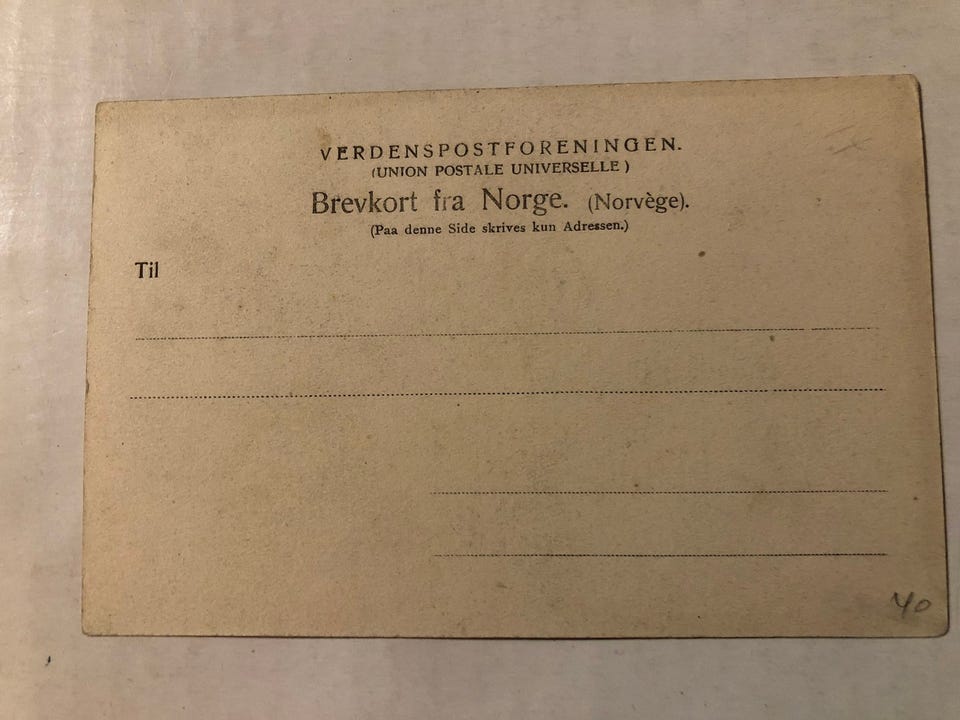 VERDENSPOSTFORENINGEN.
(UNION POSTALE UNIVERSELLE)
Brevkort fra Norge. (Norvège).
(Paa denne Side skrives kun Adressen.)
Til
40